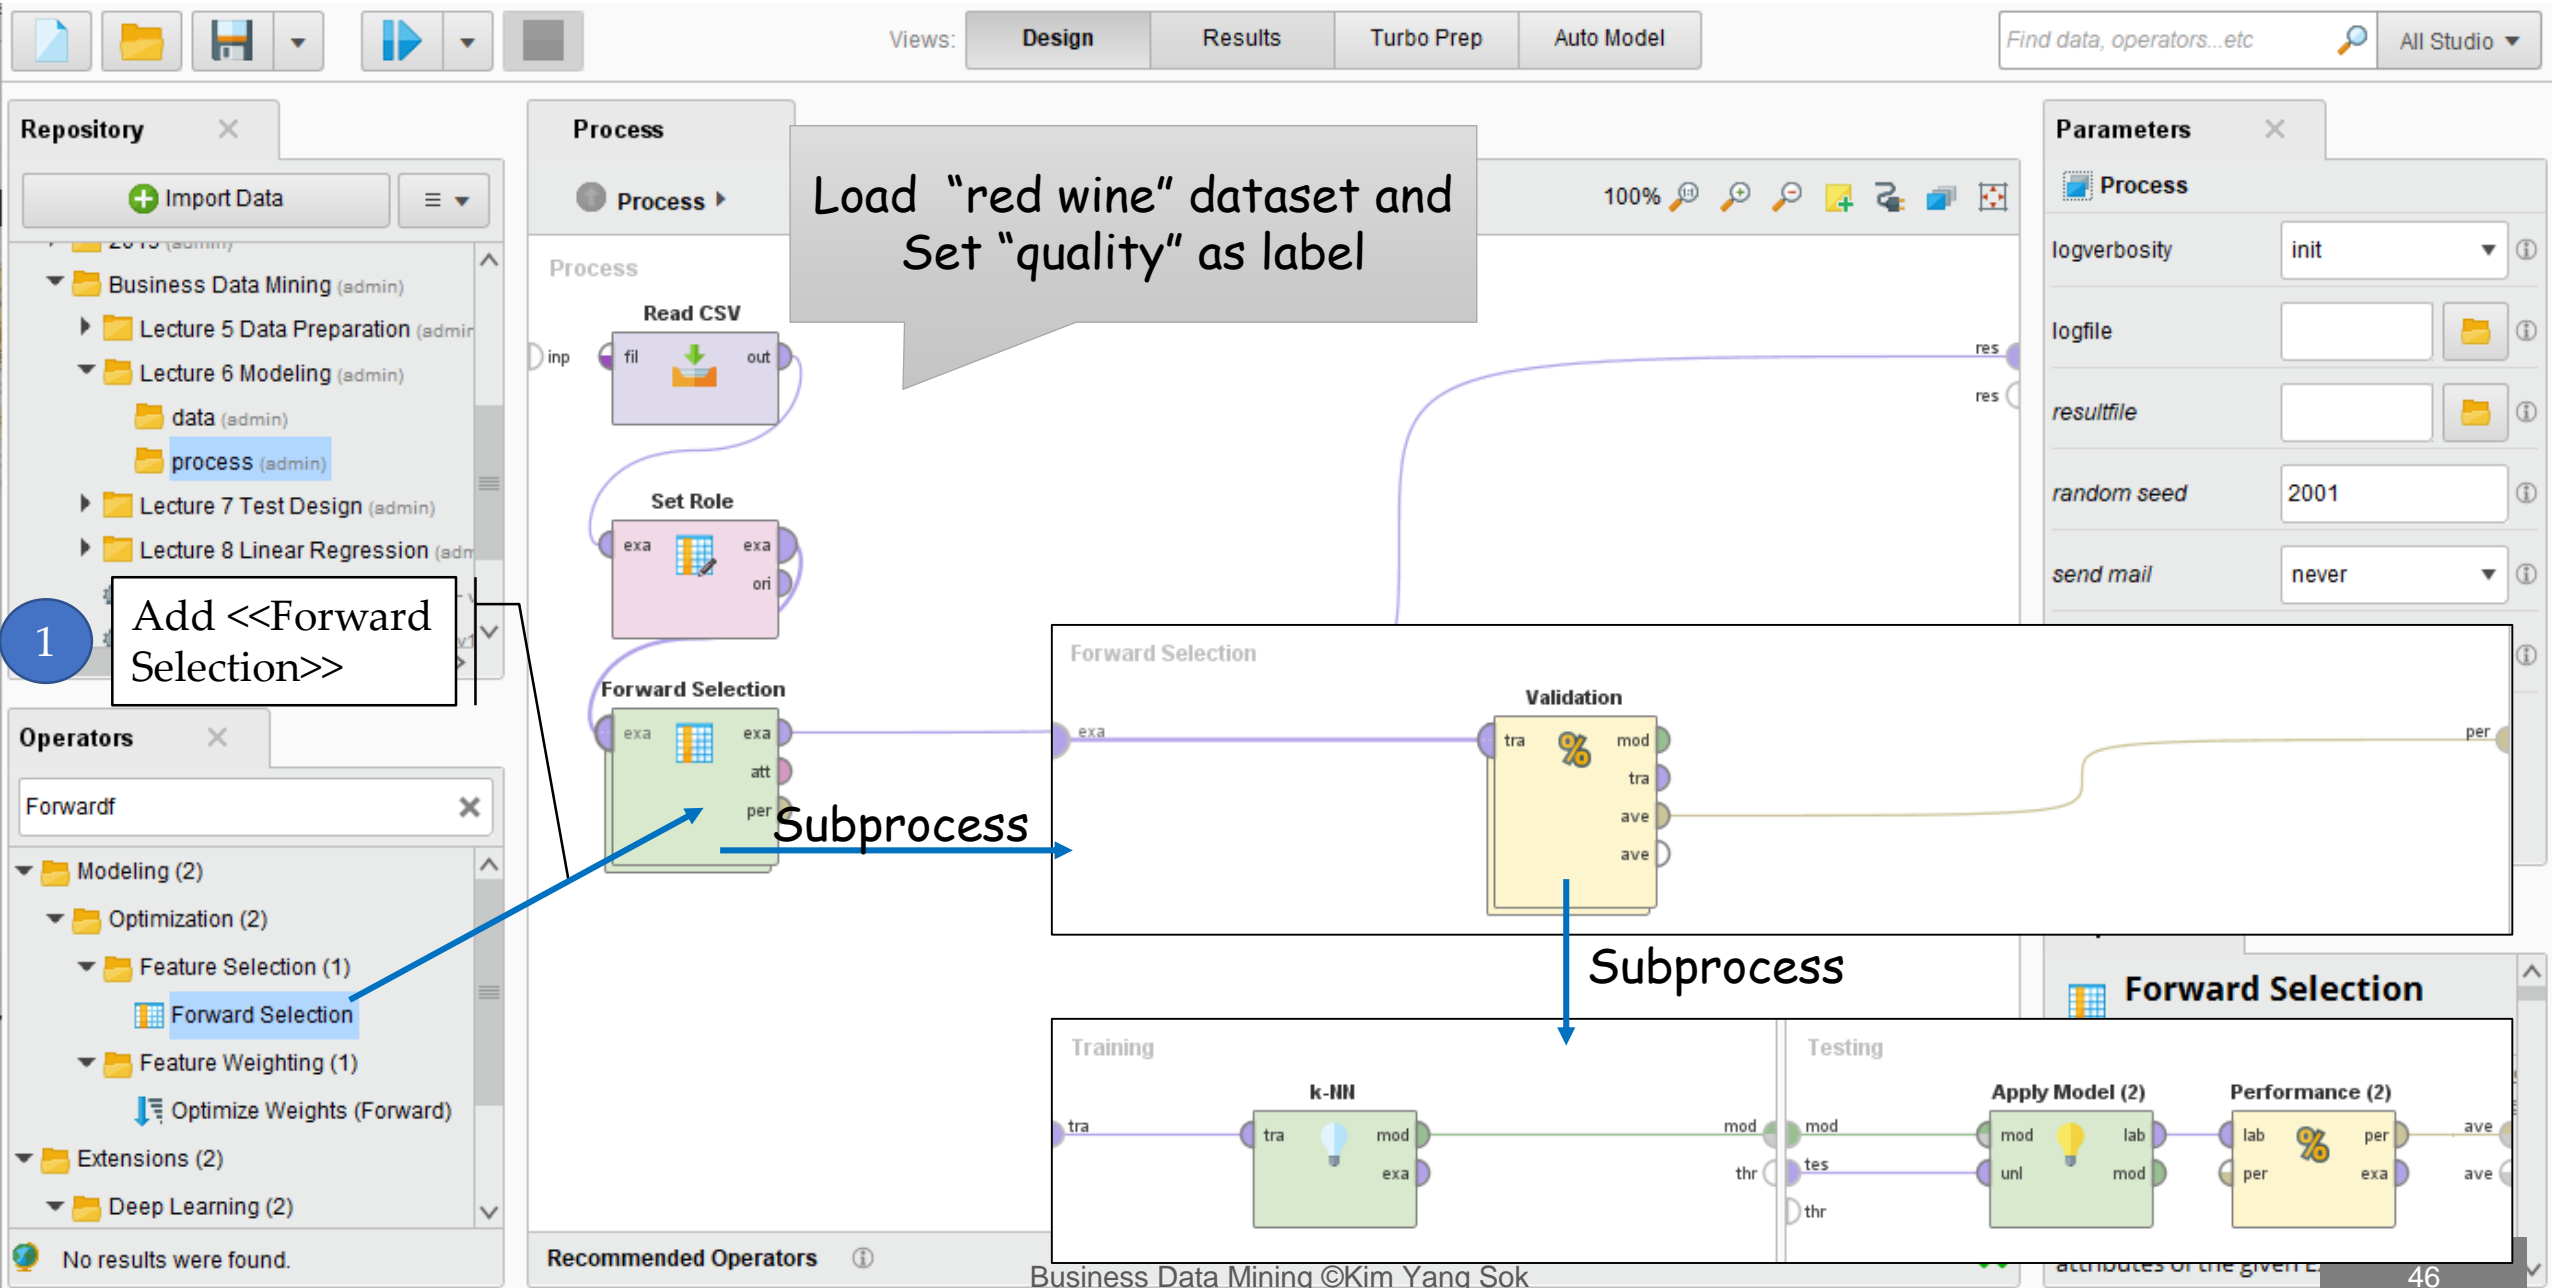 Views:
Design
Results
Turbo Prep
Auto Model
Find data, operators...etc
All Studio
Repository
Import Data
Business Data Mining (admin)
Lecture 5 Data Preparation (admin
Lecture 6 Modeling (admin)
data (admin)
process (admin)
Lecture 7 Test Design (admin)
Lecture 8 Linear Regression (adm
1
Add <<Forward
Selection>>
Operators
Forwardf
Modeling (2)
Optimization (2)
Feature Selection (1)
Forward Selection
Feature Weighting (1)
Optimize Weights (Forward)
Extensions (2)
Deep Learning (2)
No results were found.
Process
Process
100%
Load “red wine” dataset and
Set “quality” as label
Process
Read CSV
inp
fil
out
res
res
Set Role
exa
exa
ori
Forward Selection
exa
exa
att
per
Subprocess
Forward Selection
exa
Validation
tra
mod
tra
ave
ave
per
Subprocess
Training
tra
k-NN
tra
mod
exa
mod
thr
Testing
mod
tes
thr
Apply Model (2)
mod
lab
unl
mod
Performance (2)
lab
per
per
exa
ave
ave
Recommended Operators
Parameters
Process
logverbosity
init
logfile
resultfile
random seed
2001
send mail
never
Forward Selection
attributes of the given E
Business Data Mining ©Kim Yang Sok
46